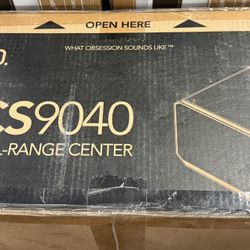 OPEN HERE
D.
WHAT OBSESSION SOUNDS LIKE™
CS9040
L-RANGE CENTER